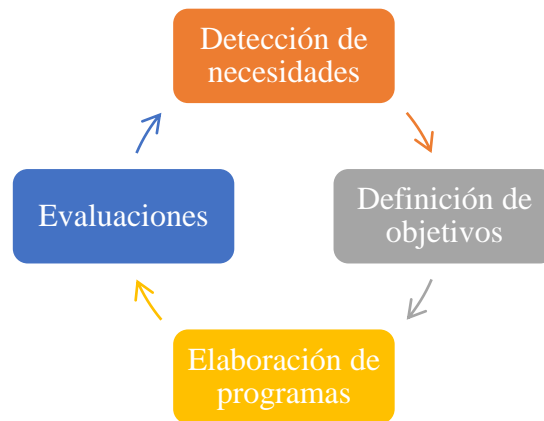 Detección de
necesidades
Definición de
objetivos
Elaboración de
programas
Evaluaciones